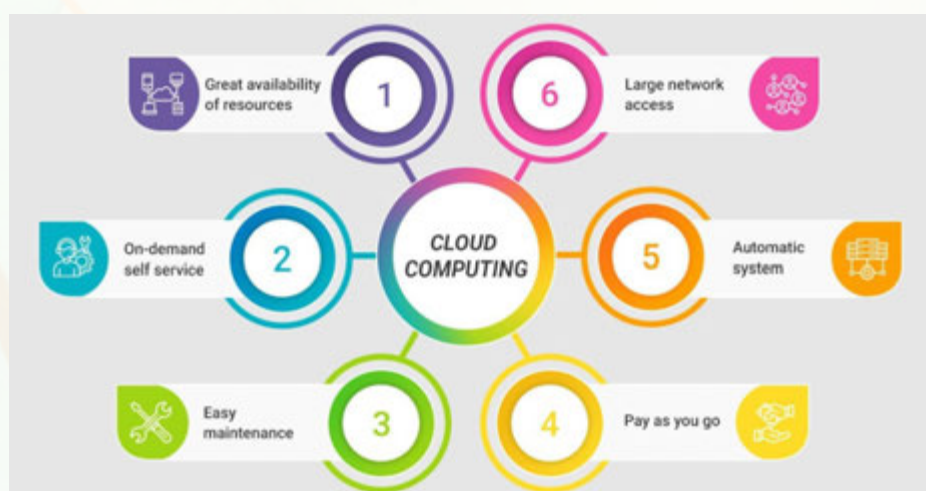 Great availability
of resources
1
6
Large network
access
On-demand
self service
2
CLOUD
COMPUTING
5
Automatic
system
Easy
maintenance
3
4
Pay as you go